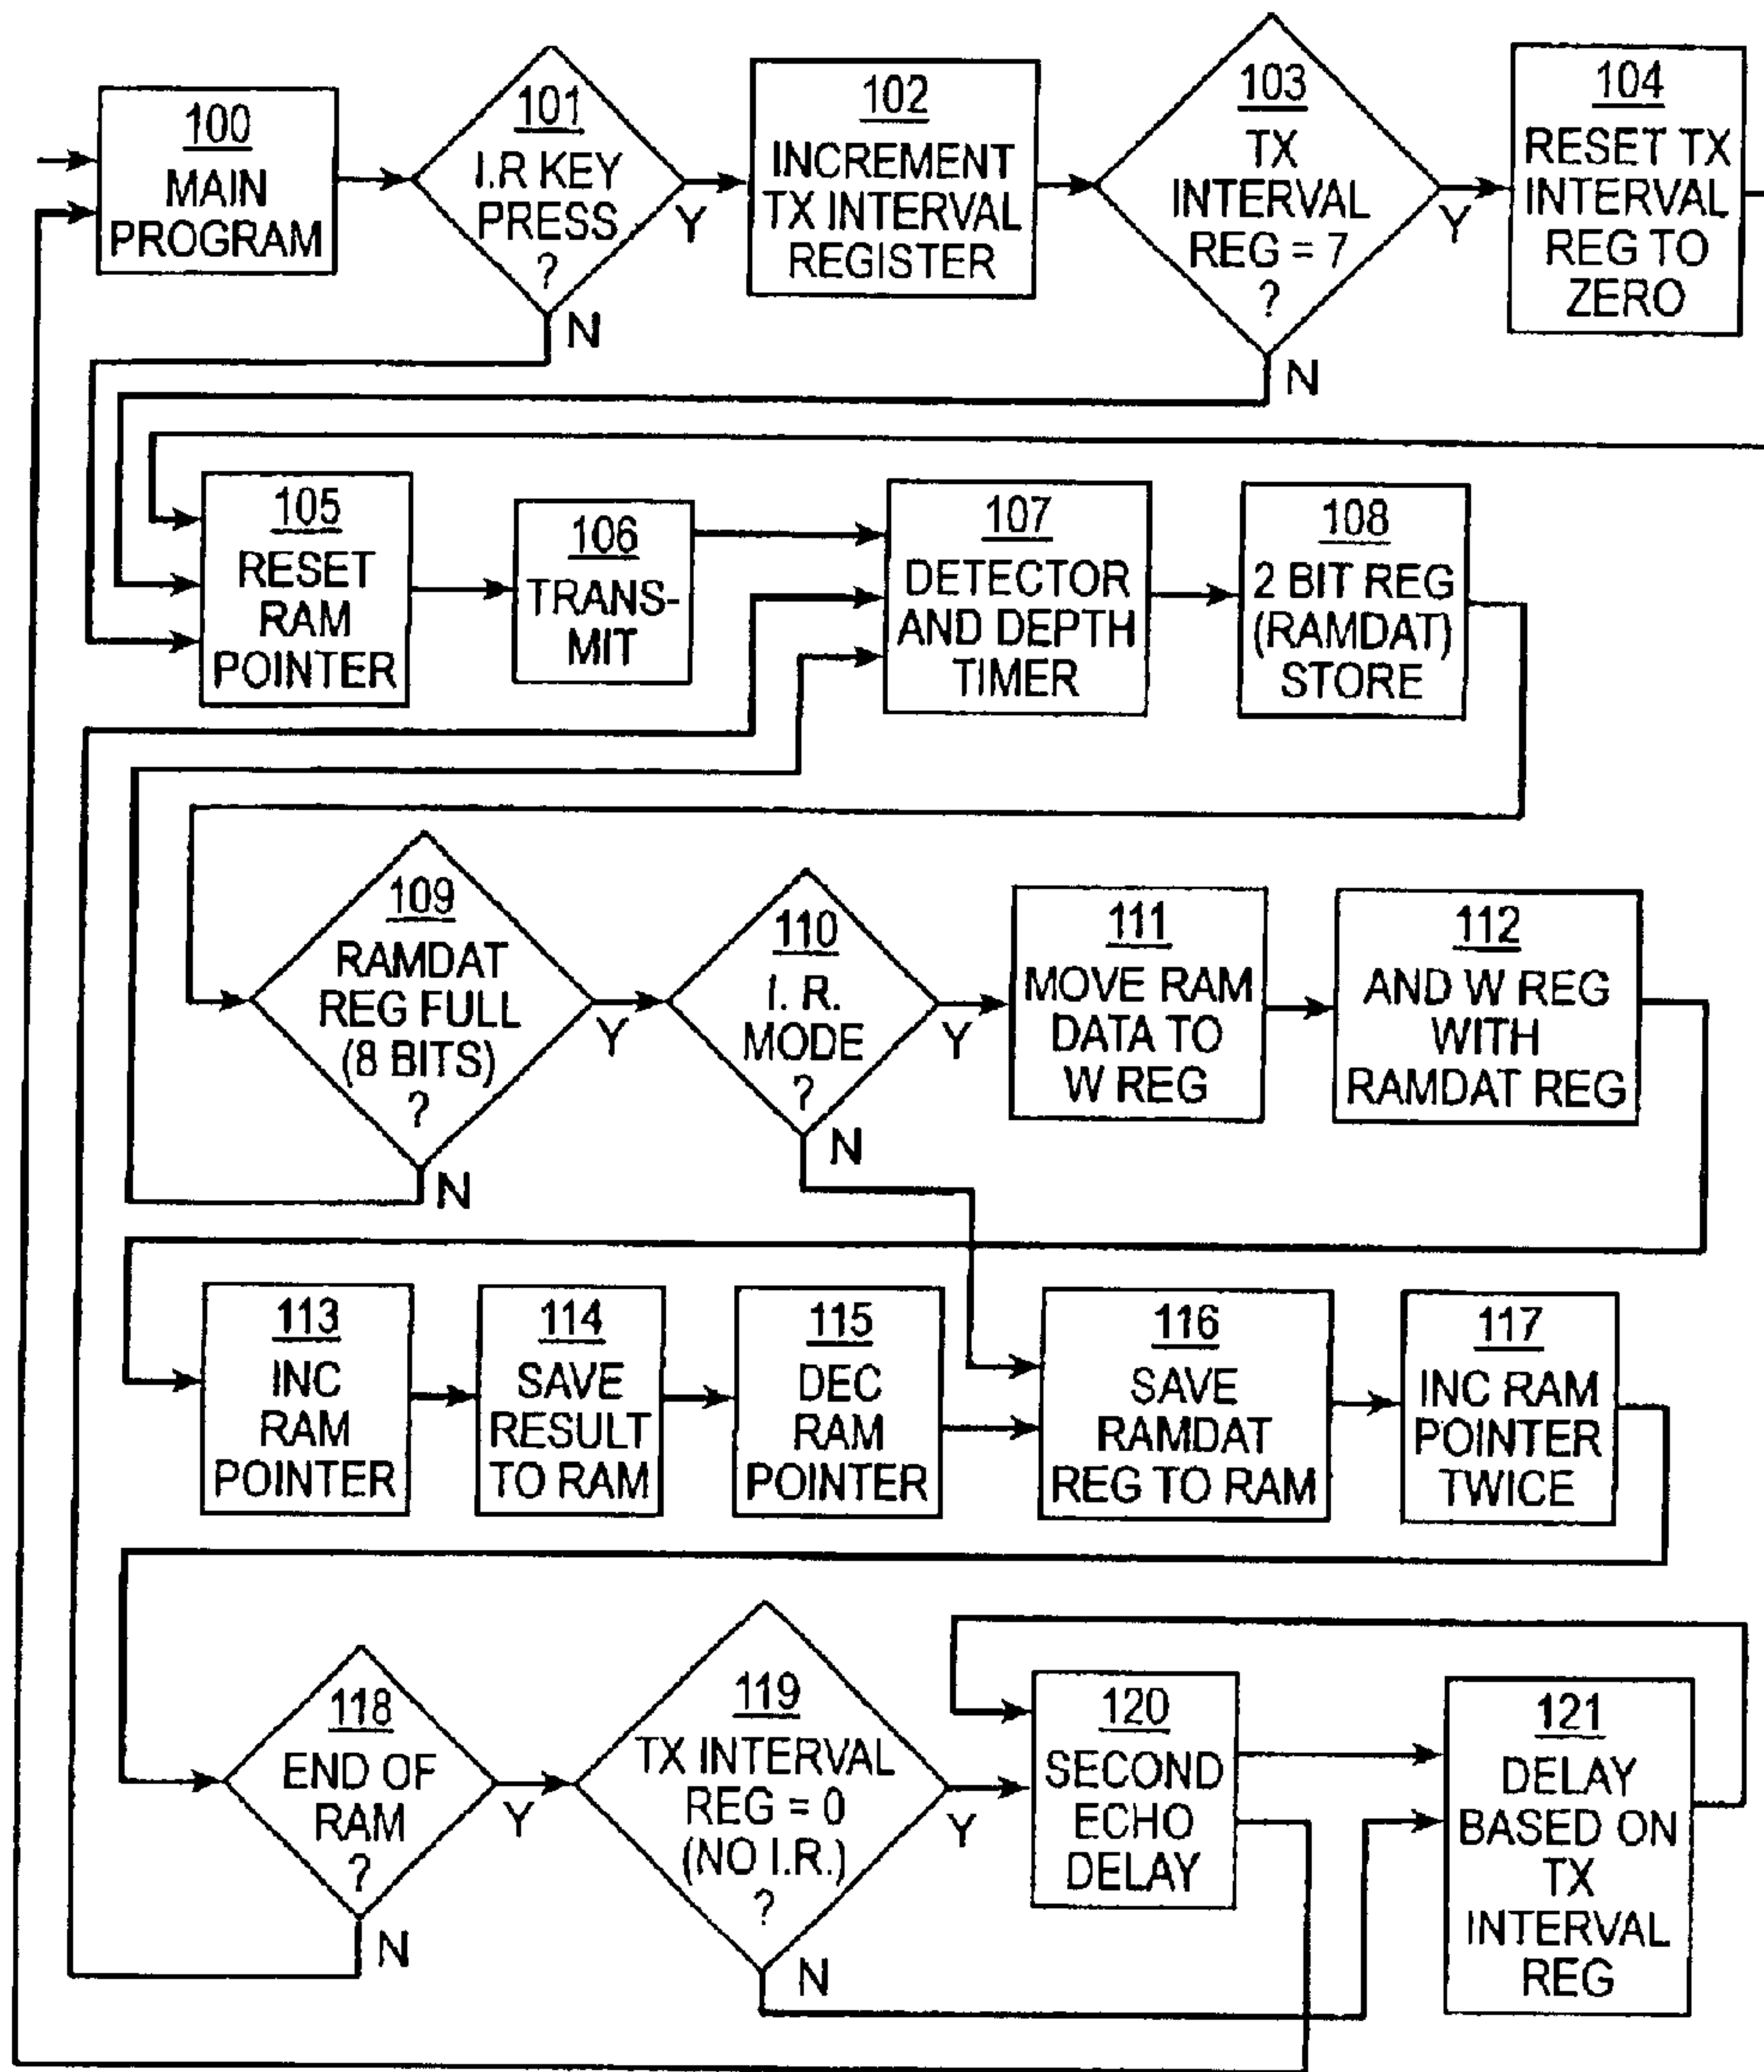 100
MAIN
PROGRAM
101
I.R KEY
PRESS
?
Y
N
102
INCREMENT
TX INTERVAL
REGISTER
103
TX
INTERVAL
REG = 7
?
Y
N
104
RESET TX
INTERVAL
REG TO
ZERO
105
RESET
RAM
POINTER
106
TRANS-
MIT
107
DETECTOR
AND DEPTH
TIMER
108
2 BIT REG
(RAMDAT)
STORE
109
RAMDAT
REG FULL
(8 BITS)
?
Y
N
110
I. R.
MODE
?
Y
N
111
MOVE RAM
DATA TO
W REG
112
AND W REG
WITH
RAMDAT REG
113
INC
RAM
POINTER
114
SAVE
RESULT
TO RAM
115
DEC
RAM
POINTER
116
SAVE
RAMDAT
REG TO RAM
117
INC RAM
POINTER
TWICE
118
END OF
RAM
?
Y
N
119
TX INTERVAL
REG = 0
(NO I.R.)
?
Y
N
120
SECOND
ECHO
DELAY
121
DELAY
BASED ON
TX
INTERVAL
REG